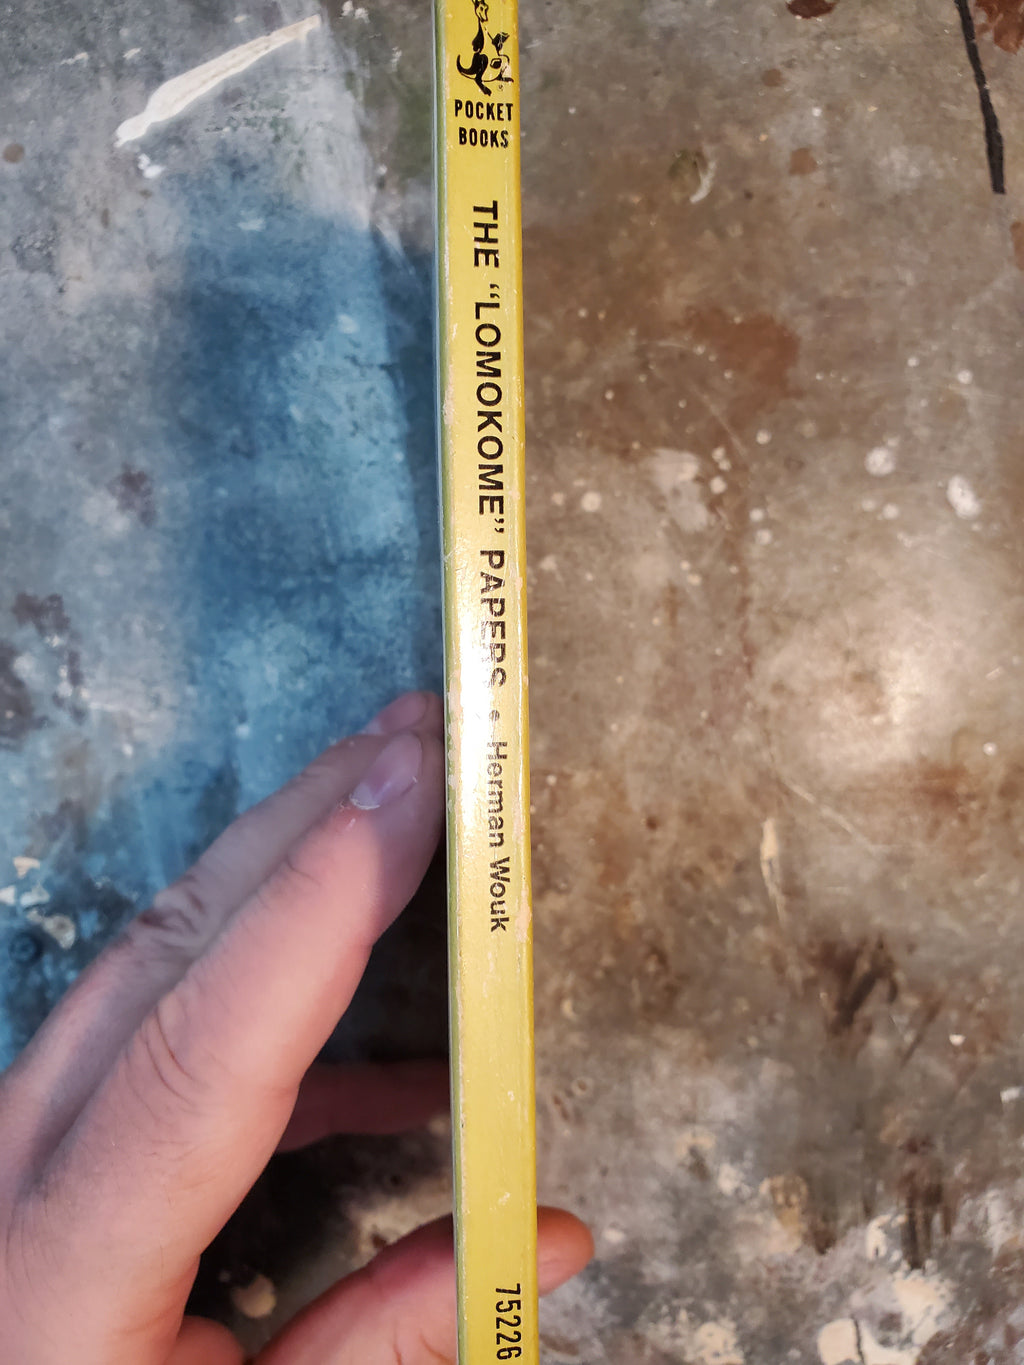 POCKET
BOOKS
THE “LOMOKOME” PAPERS • Herman Wouk
75226